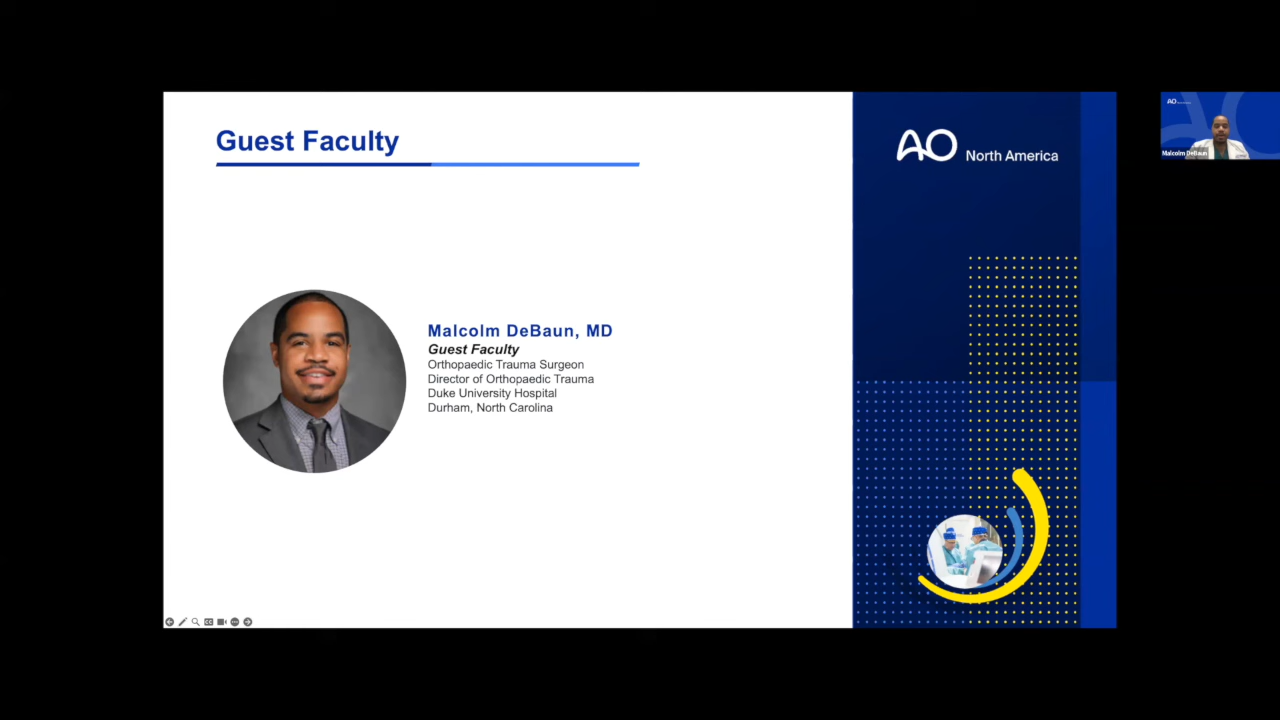 Guest Faculty
Malcolm DeBaun, MD
Guest Faculty
Orthopaedic Trauma Surgeon
Director of Orthopaedic Trauma
Duke University Hospital
Durham, North Carolina
AO North America
AO
Malcolm DeBaun